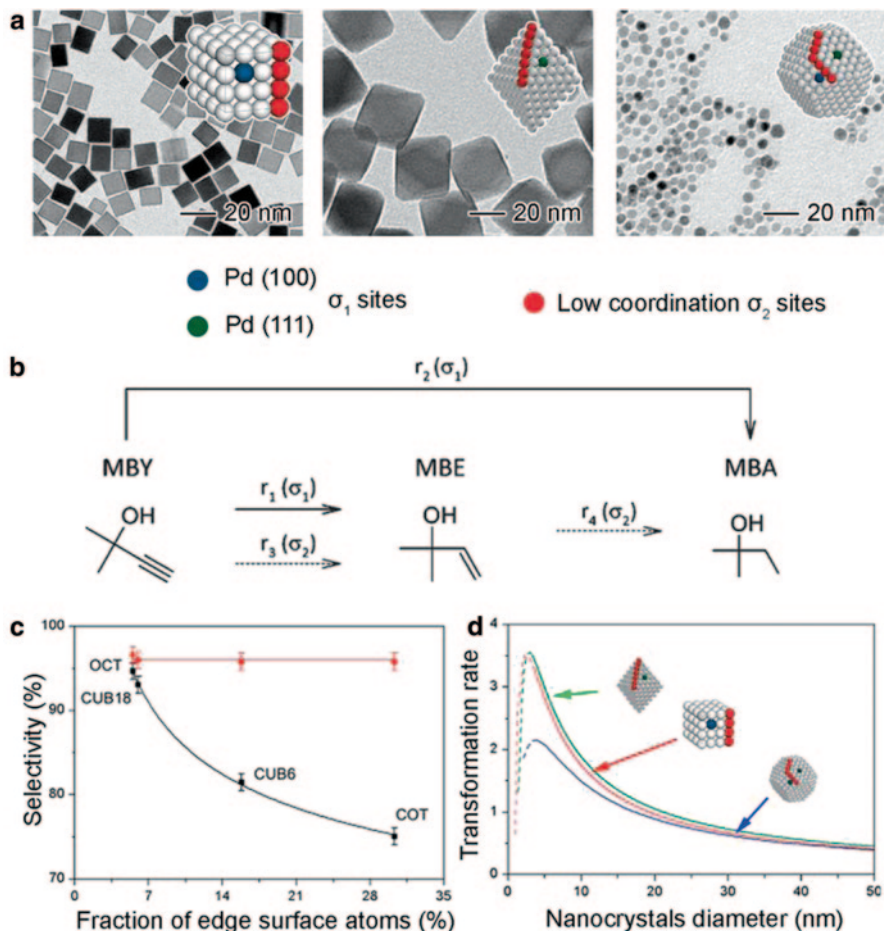 a
20 nm
20 nm
20 nm
Pd (100)
Pd (111)
σ₁ sites
Low coordination σ₂ sites
b
r₂ (σ₁)
MBY
MBE
MBA
r₁ (σ₁)
r₃ (σ₂)
r₄ (σ₂)
OH
OH
OH
c
Selectivity (%)
100
90
80
70
OCT
CUB18
CUB6
COT
0
7
14
21
28
35
Fraction of edge surface atoms (%)
d
Transformation rate
4
3
2
1
0
0
10
20
30
40
50
Nanocrystals diameter (nm)